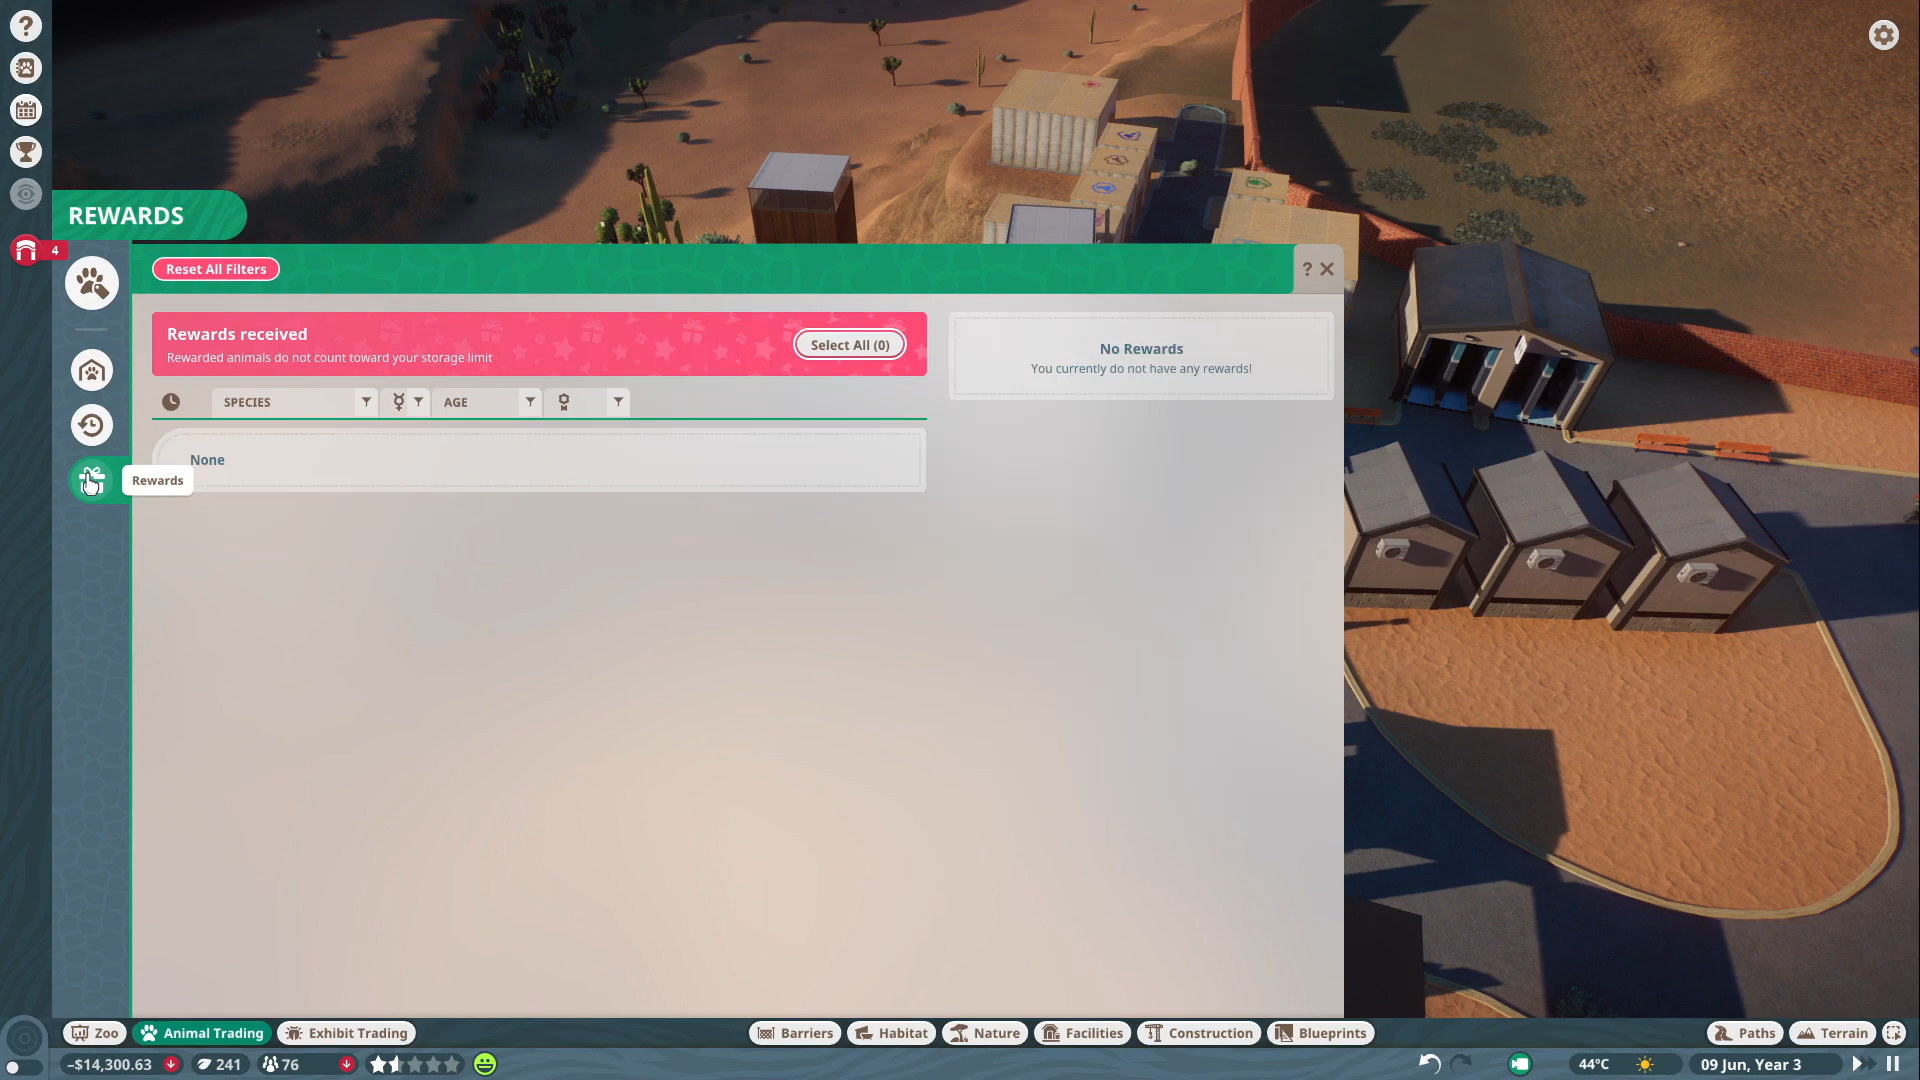 REWARDS
4
Reset All Filters
?
Rewards received
Rewarded animals do not count toward your storage limit
Select All (0)
No Rewards
You currently do not have any rewards!
SPECIES
AGE
None
Rewards
Zoo
Animal Trading
Exhibit Trading
Barriers
Habitat
Nature
Facilities
Construction
Blueprints
Paths
Terrain
–$14,300.63
241
76
44°C
09 Jun, Year 3